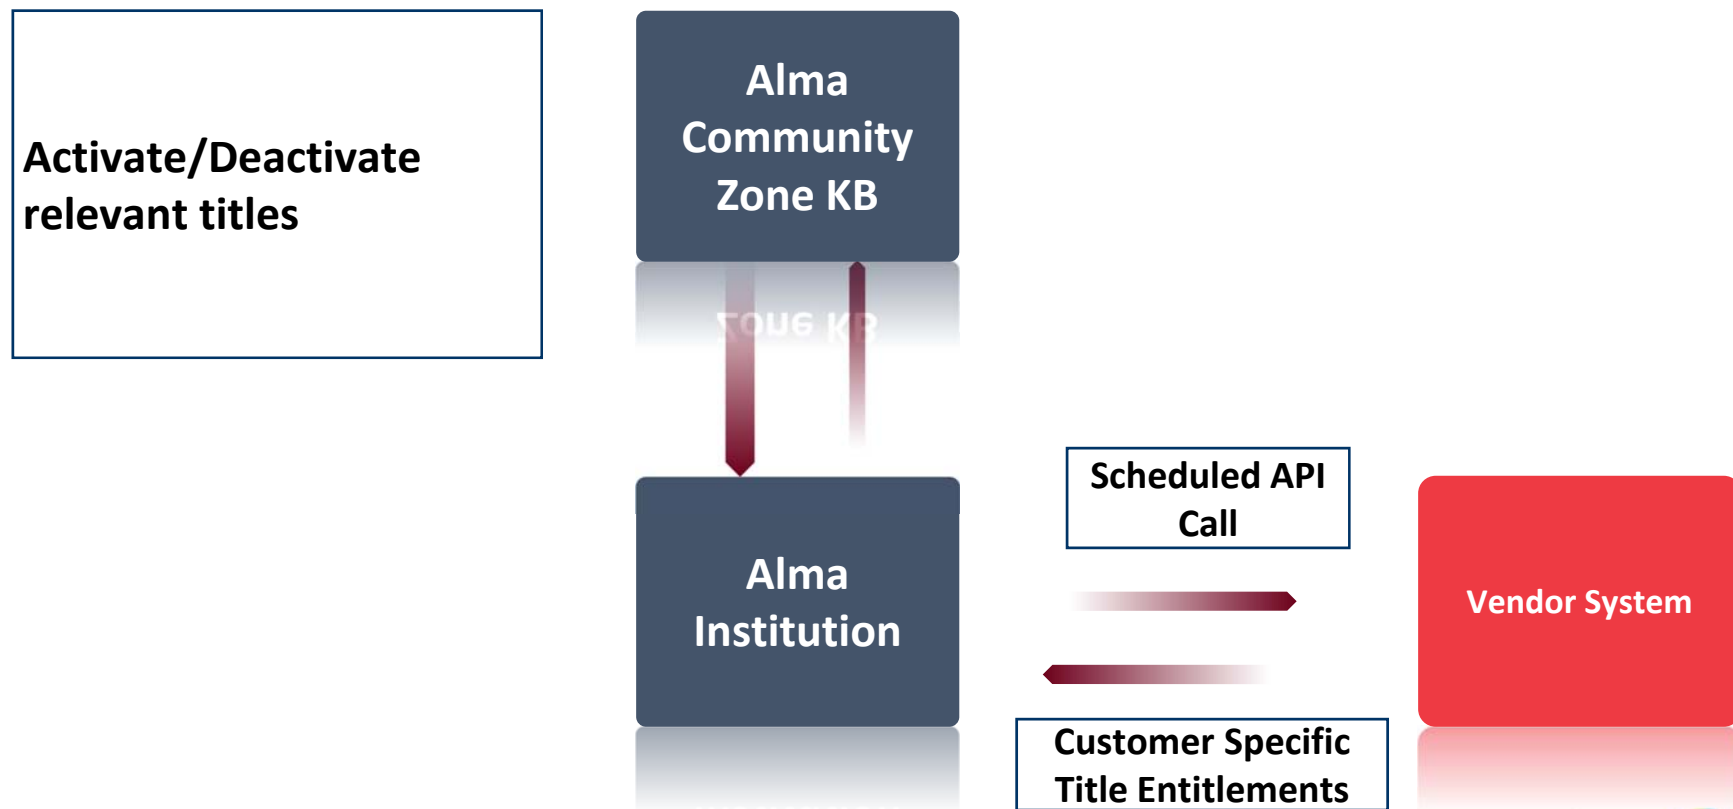 Activate/Deactivate
relevant titles
Alma
Community
Zone KB
Scheduled API
Call
Alma
Institution
Vendor System
Customer Specific
Title Entitlements